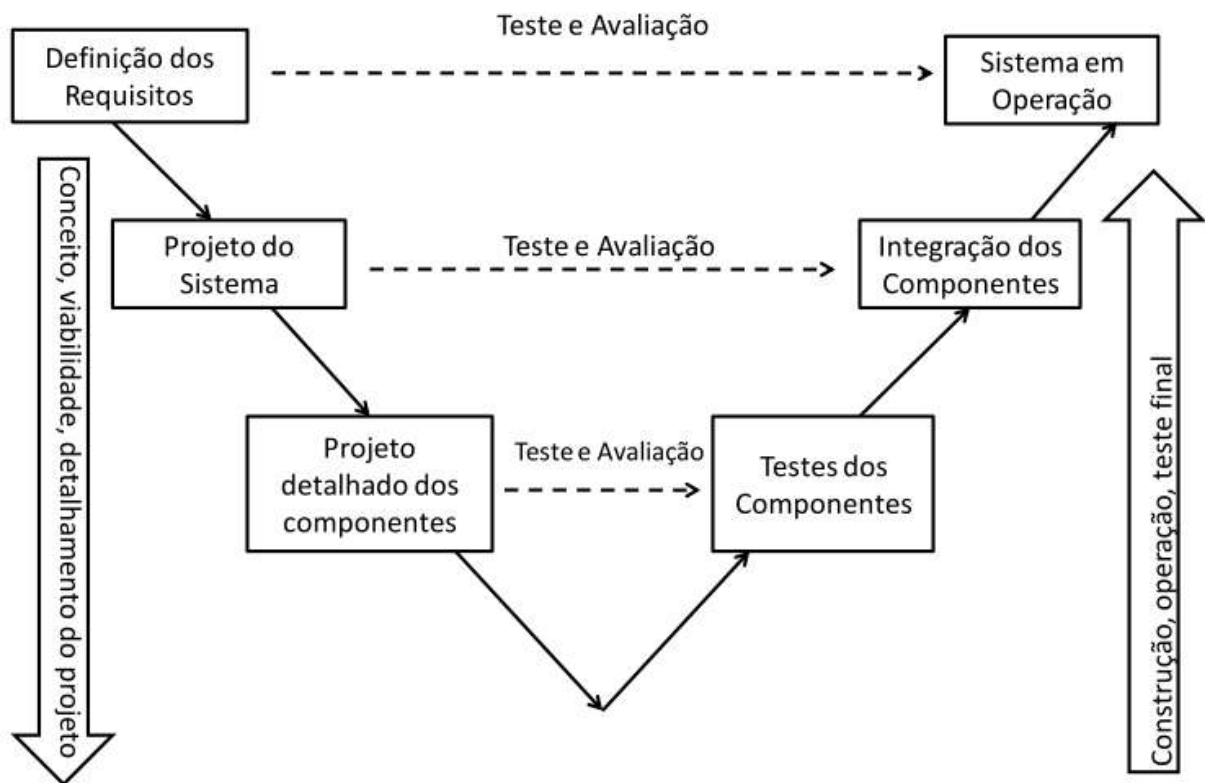 Teste e Avaliação
Definição dos
Requisitos
Sistema em
Operação
Conceito, viabilidade, detalhamento do projeto
Projeto do
Sistema
Teste e Avaliação
Integração dos
Componentes
Projeto
detalhado dos
componentes
Teste e Avaliação
Testes dos
Componentes
Construção, operação, teste final